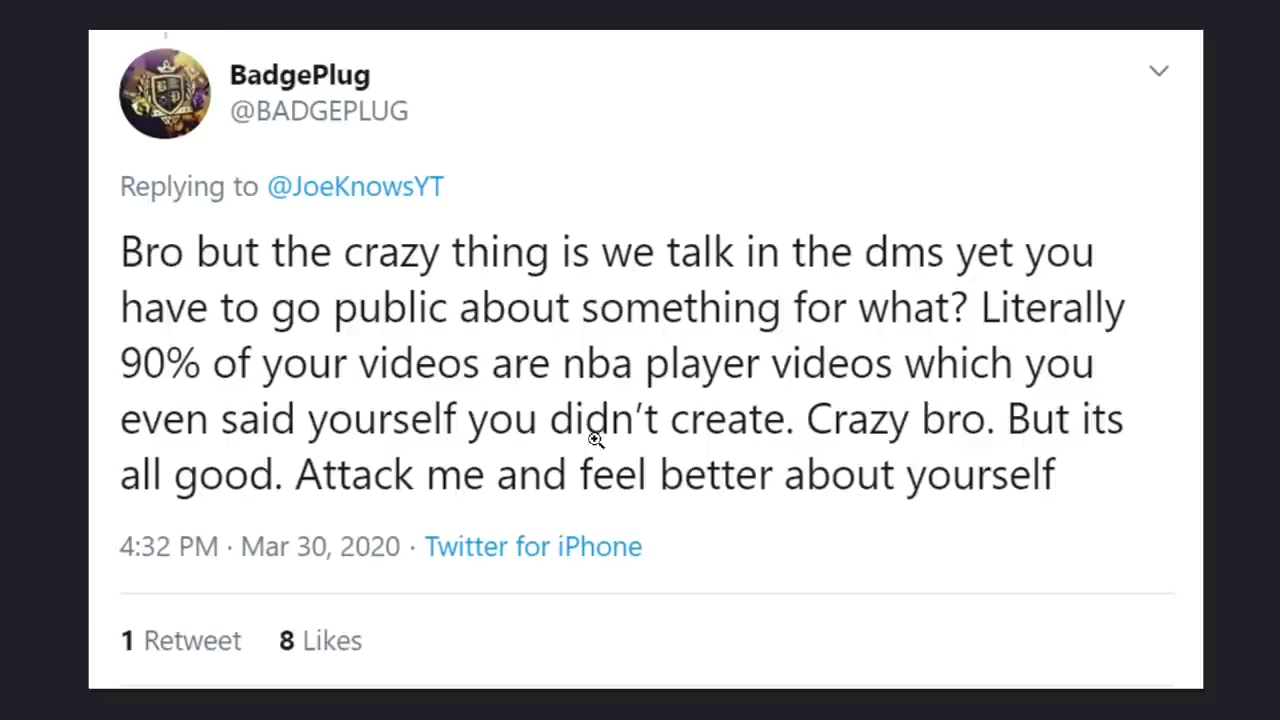 BadgePlug
@BADGEPLUG
Replying to @JoeKnowsYT
Bro but the crazy thing is we talk in the dms yet you
have to go public about something for what? Literally
90% of your videos are nba player videos which you
even said yourself you didn’t create. Crazy bro. But its
all good. Attack me and feel better about yourself
4:32 PM · Mar 30, 2020 · Twitter for iPhone
1 Retweet 8 Likes